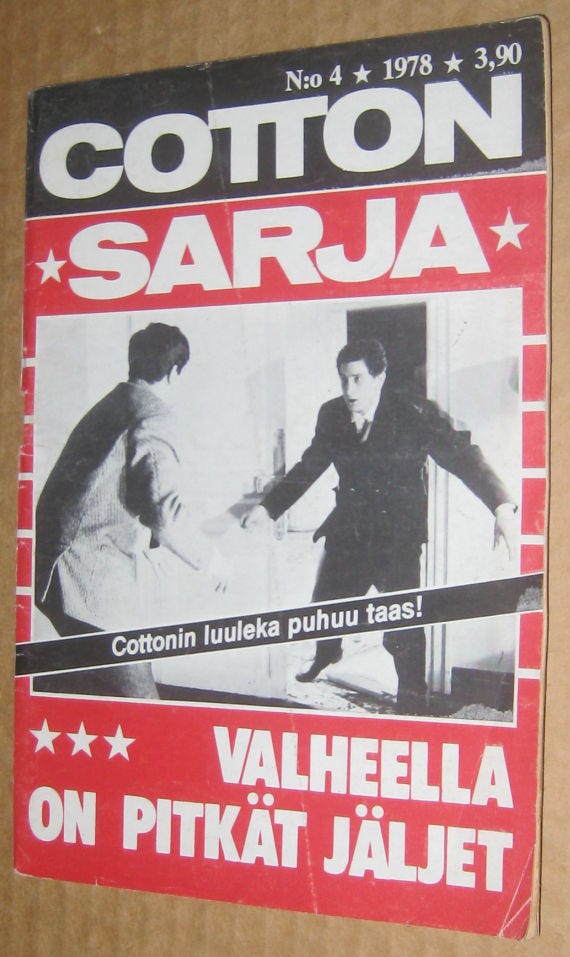 N:o 4 ★ 1978 ★ 3,90
COTTON
★ SARJA ★
Cottonin luuleka puhuu taas!
★★★ VALHEELLA
ON PITKÄT JÄLJET